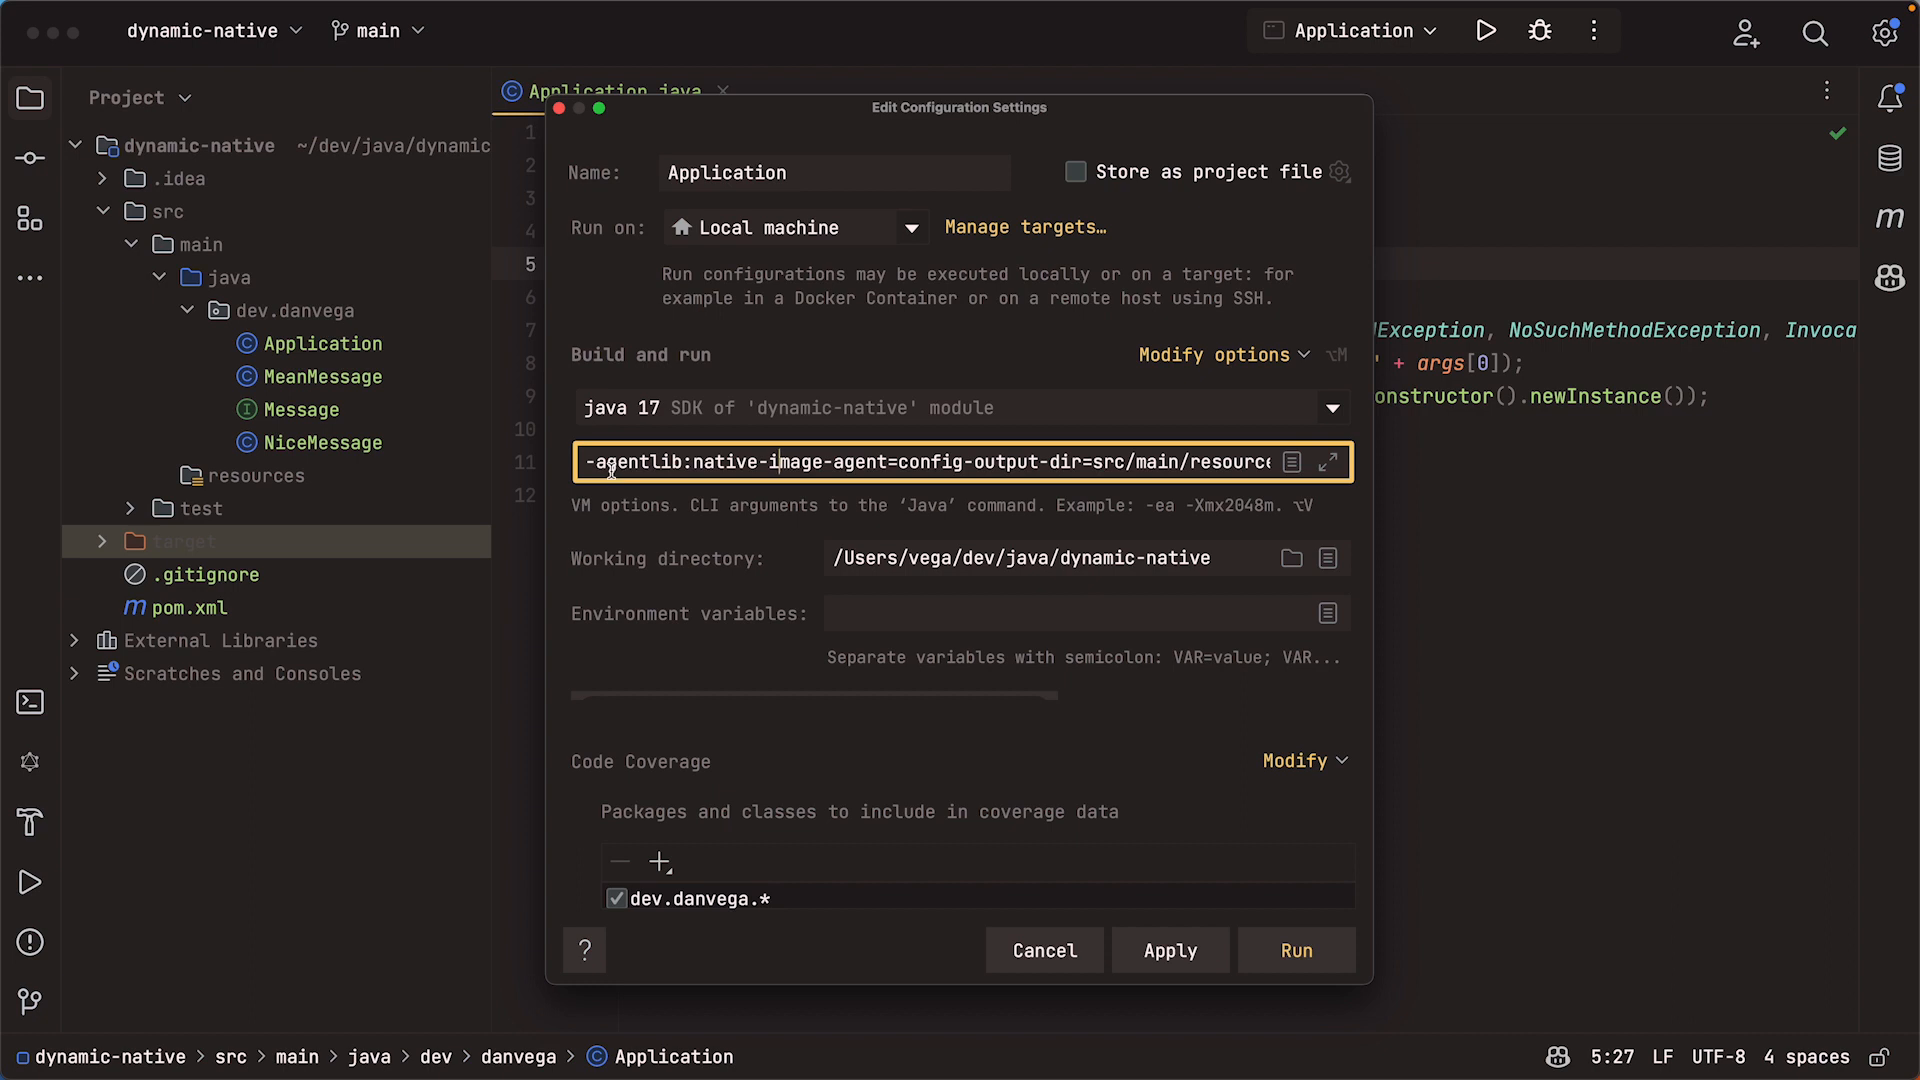 dynamic-native
main
Application
Project
Application.java
dynamic-native ~/dev/java/dynamic
.idea
src
main
java
dev.danvega
Application
MeanMessage
Message
NiceMessage
resources
test
target
.gitignore
pom.xml
External Libraries
Scratches and Consoles
1
2
3
4
5
6
7
8
9
10
11
12
Exception, NoSuchMethodException, Invoca
" + args[0]);
onstructor().newInstance());
Edit Configuration Settings
Name: Application
Store as project file
Run on: Local machine
Manage targets…
Run configurations may be executed locally or on a target: for
example in a Docker Container or on a remote host using SSH.
Build and run
Modify options ⌥M
java 17 SDK of 'dynamic-native' module
-agentlib:native-image-agent=config-output-dir=src/main/resource
VM options. CLI arguments to the ‘Java’ command. Example: -ea -Xmx2048m. ⌥V
Working directory: /Users/vega/dev/java/dynamic-native
Environment variables:
Separate variables with semicolon: VAR=value; VAR...
Code Coverage
Modify
Packages and classes to include in coverage data
dev.danvega.*
?
Cancel
Apply
Run
dynamic-native > src > main > java > dev > danvega > Application
5:27 LF UTF-8 4 spaces